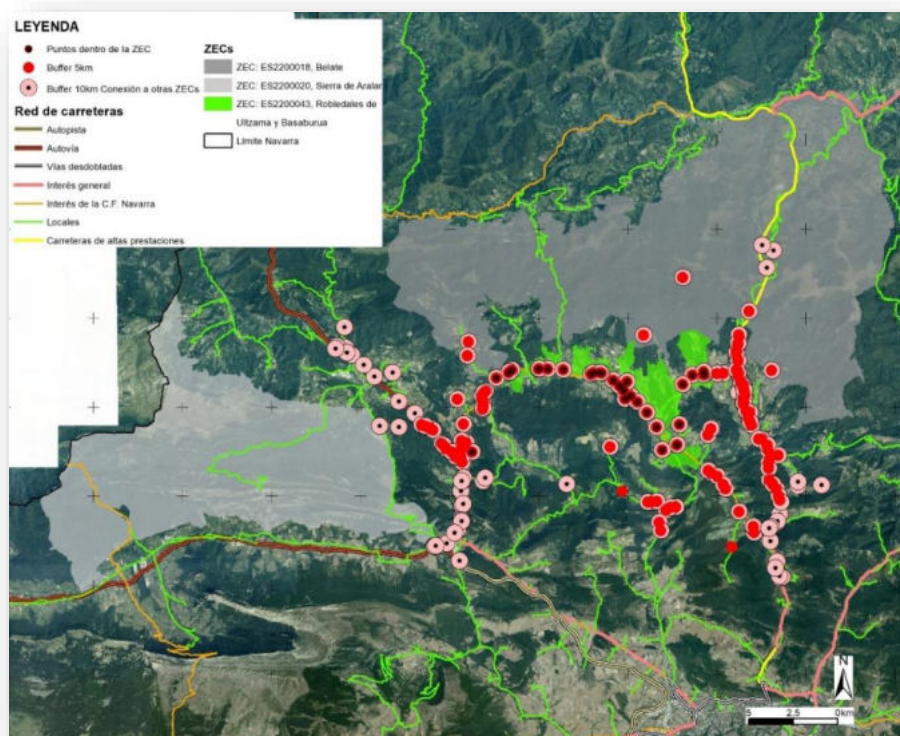 LEYENDA
Puntos dentro de la ZEC
Buffer 5km
Buffer 10km Conexión a otras ZECs
Red de carreteras
Autopista
Autovía
Vías desdobladas
Interés general
Interés de la C.F. Navarra
Locales
Carreteras de altas prestaciones
ZECs
ZEC: ES2200018, Belate
ZEC: ES2200020, Sierra de Aralar
ZEC: ES2200043, Robledales de
Ultzama y Basaburua
Límite Navarra
N
5 2,5 0km